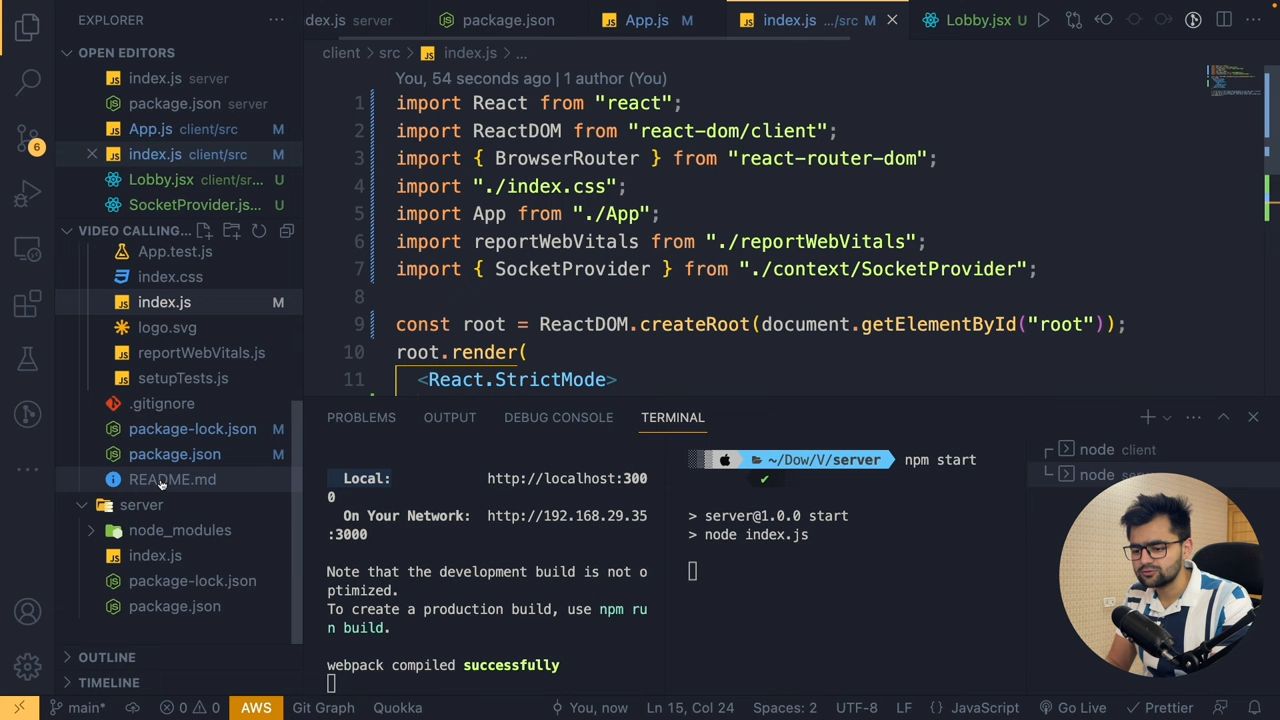 EXPLORER
OPEN EDITORS
index.js server
package.json server
App.js client/src M
index.js client/src M
Lobby.jsx client/sr... U
SocketProvider.js... U
VIDEO CALLING...
App.test.js
index.css
index.js M
logo.svg
reportWebVitals.js
setupTests.js
.gitignore
package-lock.json M
package.json M
README.md
server
node_modules
index.js
package-lock.json
package.json
OUTLINE
TIMELINE
6
dex.js server
package.json
App.js M
index.js .../src M
Lobby.jsx U
client > src > index.js > ...
You, 54 seconds ago | 1 author (You)
1 import React from "react";
2 import ReactDOM from "react-dom/client";
3 import { BrowserRouter } from "react-router-dom";
4 import "./index.css";
5 import App from "./App";
6 import reportWebVitals from "./reportWebVitals";
7 import { SocketProvider } from "./context/SocketProvider";
8
9 const root = ReactDOM.createRoot(document.getElementById("root"));
10 root.render(
11 <React.StrictMode>
PROBLEMS OUTPUT DEBUG CONSOLE TERMINAL
Local: http://localhost:300
0
On Your Network: http://192.168.29.35
:3000
Note that the development build is not o
ptimized.
To create a production build, use npm ru
n build.
webpack compiled successfully
~/Dow/V/server npm start
> server@1.0.0 start
> node index.js
node client
node se
main* 0 0 AWS Git Graph Quokka You, now Ln 15, Col 24 Spaces: 2 UTF-8 LF {} JavaScript Go Live Prettier